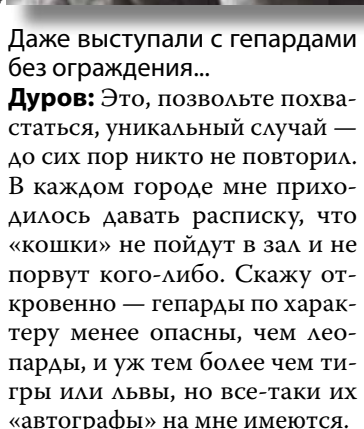 Даже выступали с гепардами
без ограждения...
Дуров: Это, позвольте похва-
статься, уникальный случай —
до сих пор никто не повторил.
В каждом городе мне прихо-
дилось давать расписку, что
«кошки» не пойдут в зал и не
порвут кого-либо. Скажу от-
кровенно — гепарды по харак-
теру менее опасны, чем лео-
парды, и уж тем более чем ти-
гры или львы, но все-таки их
«автографы» на мне имеются.